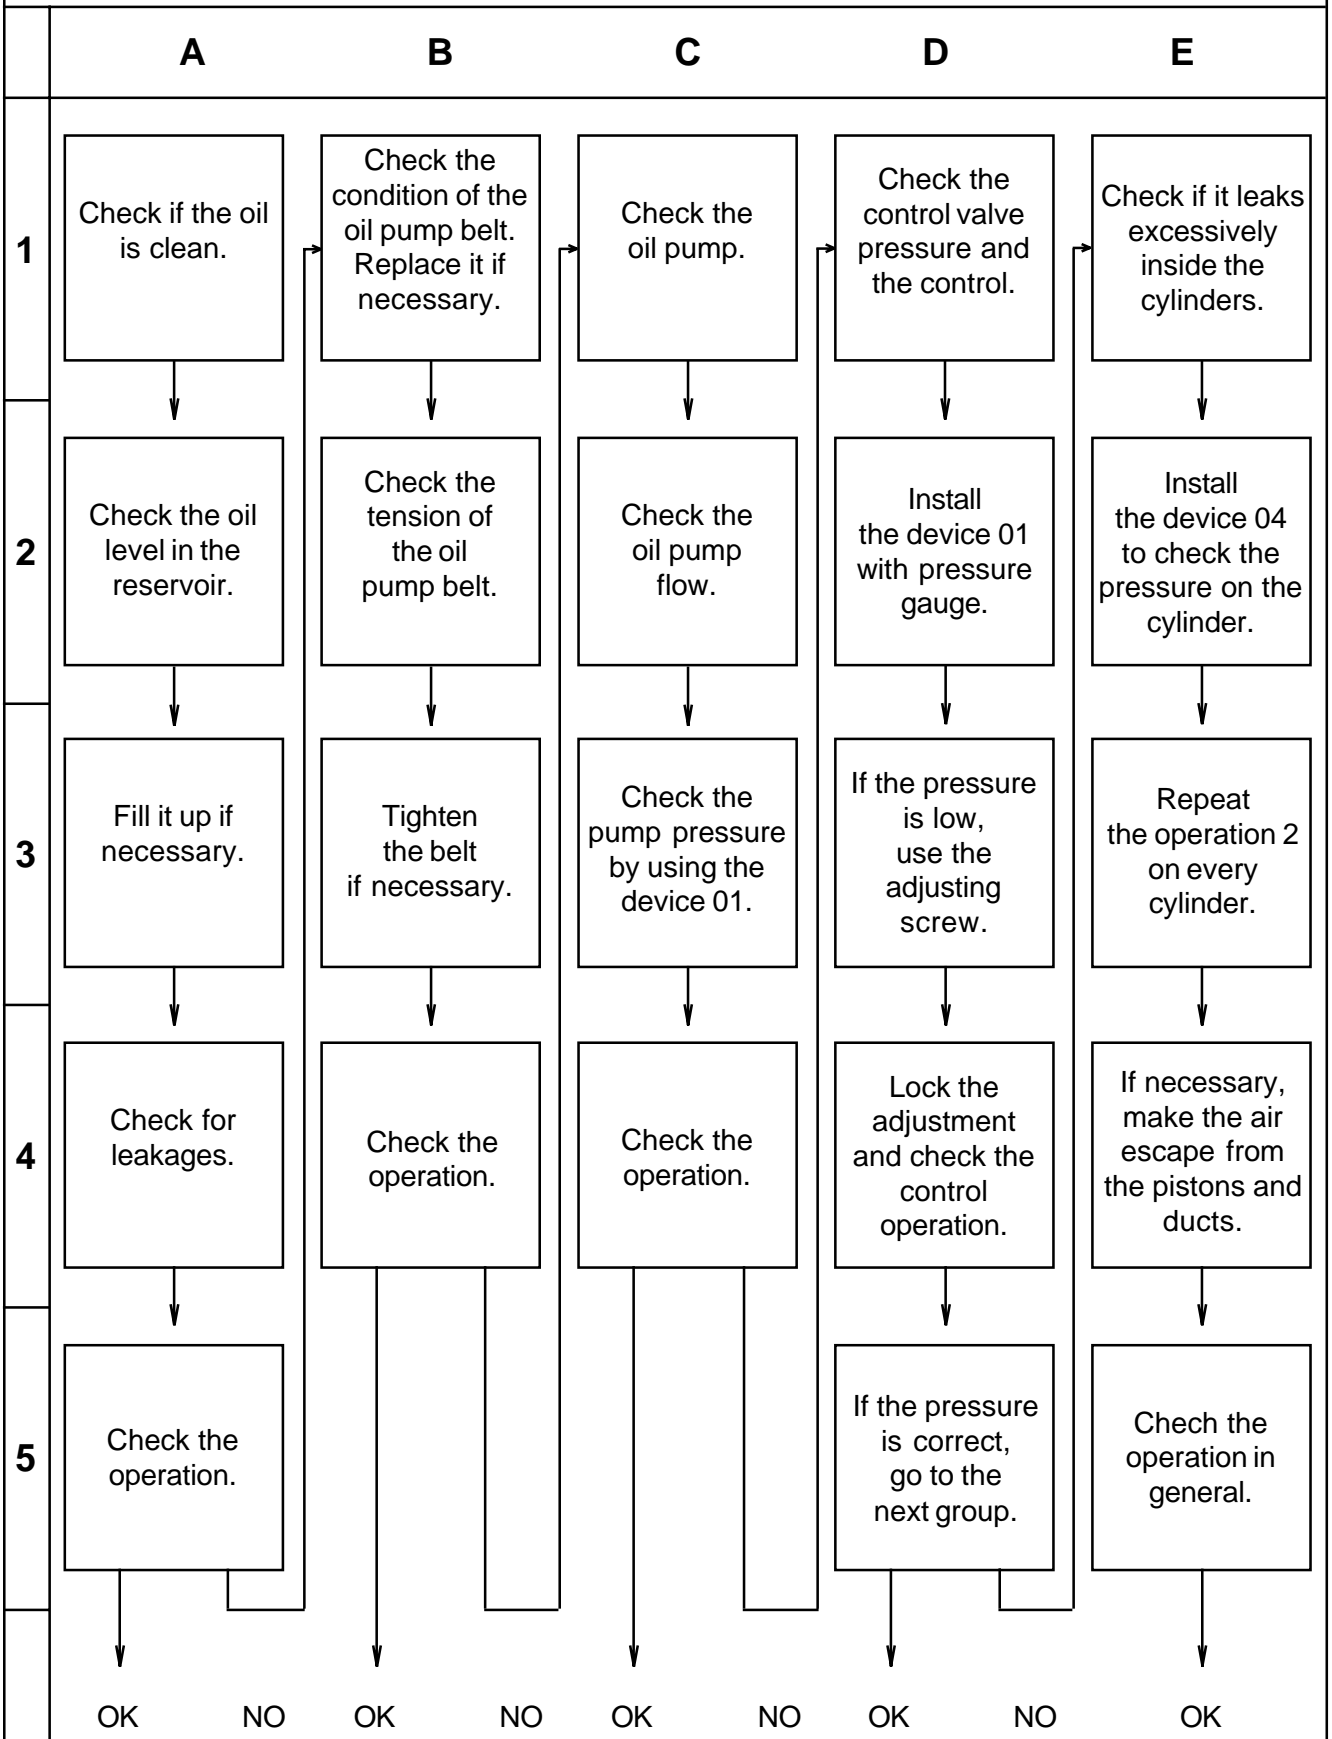 A B C D E
1
Check if the oil
is clean.
Check the
condition of the
oil pump belt.
Replace it if
necessary.
Check the
oil pump.
Check the
control valve
pressure and
the control.
Check if it leaks
excessively
inside the
cylinders.
2
Check the oil
level in the
reservoir.
Check the
tension of
the oil
pump belt.
Check the
oil pump
flow.
Install
the device 01
with pressure
gauge.
Install
the device 04
to check the
pressure on the
cylinder.
3
Fill it up if
necessary.
Tighten
the belt
if necessary.
Check the
pump pressure
by using the
device 01.
If the pressure
is low,
use the
adjusting
screw.
Repeat
the operation 2
on every
cylinder.
4
Check for
leakages.
Check the
operation.
Check the
operation.
Lock the
adjustment
and check the
control
operation.
If necessary,
make the air
escape from
the pistons and
ducts.
5
Check the
operation.
If the pressure
is correct,
go to the
next group.
Chech the
operation in
general.
OK NO OK NO OK NO OK NO OK